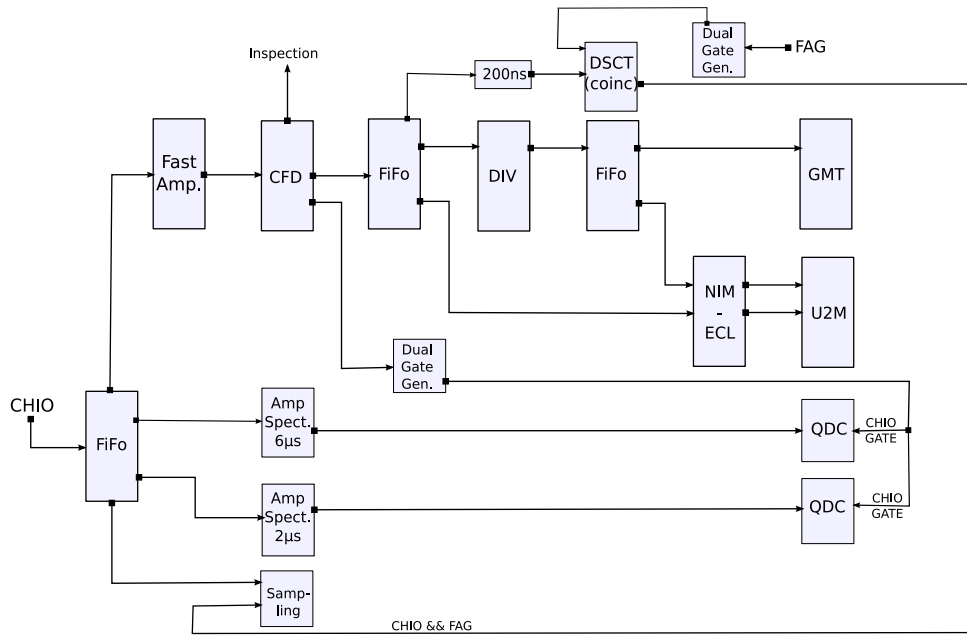 Dual
Gate
Gen.
FAG
Inspection
200ns
DSCT
(coinc)
Fast
Amp.
CFD
FiFo
DIV
FiFo
GMT
NIM
-
ECL
U2M
Dual
Gate
Gen.
CHIO
FiFo
Amp
Spect.
6µs
QDC
CHIO
GATE
Amp
Spect.
2µs
QDC
CHIO
GATE
Samp-
ling
CHIO && FAG